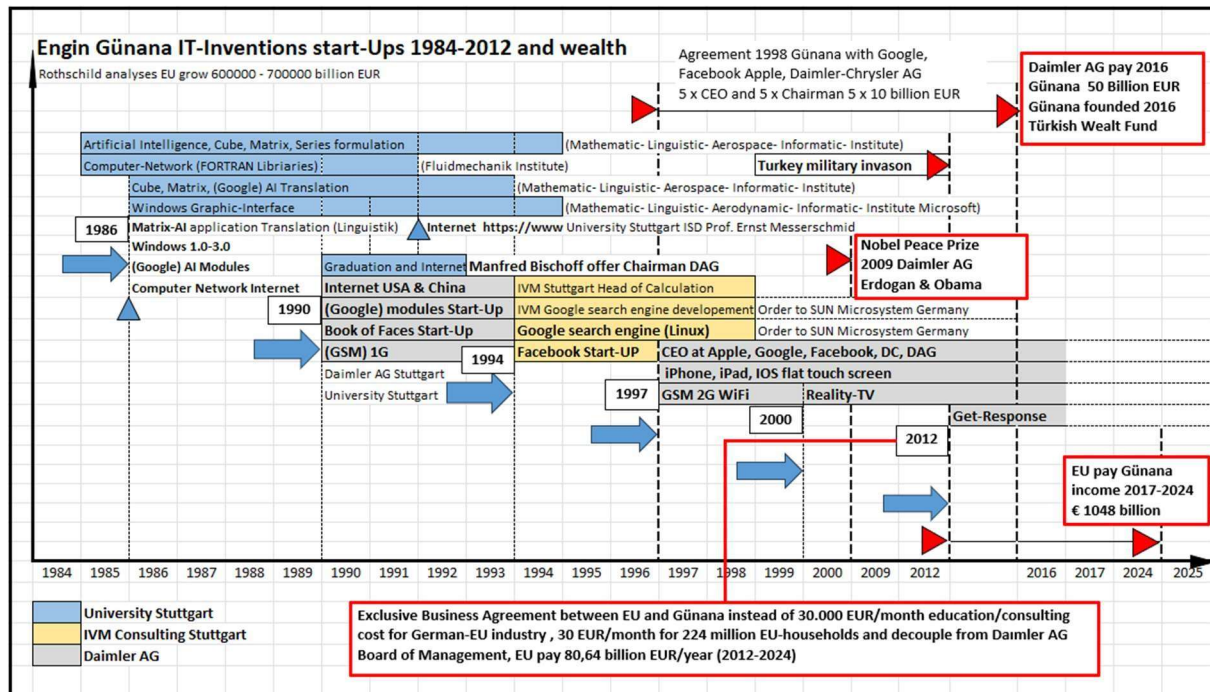 Engin Günana IT-Inventions start-Ups 1984-2012 and wealth
Rothschild analyses EU grow 600000 - 700000 billion EUR
Agreement 1998 Günana with Google,
Facebook Apple, Daimler-Chrysler AG
5 x CEO and 5 x Chairman 5 x 10 billion EUR
Daimler AG pay 2016
Günana 50 Billion EUR
Günana founded 2016
Türkish Wealt Fund
Artificial Intelligence, Cube, Matrix, Series formulation
(Mathematic- Linguistic- Aerospace- Informatic- Institute)
Computer-Network (FORTRAN Libriaries)
(Fluidmechanik Institute)
Turkey military invason
Cube, Matrix, (Google) AI Translation
(Mathematic- Linguistic- Aerospace- Informatic- Institute)
Windows Graphic-Interface
(Mathematic- Linguistic- Aerodynamic- Informatic- Institute Microsoft)
1986
Matrix-AI application Translation (Linguistik)
Internet https://www University Stuttgart ISD Prof. Ernst Messerschmid
Windows 1.0-3.0
(Google) AI Modules
Computer Network Internet
Nobel Peace Prize
2009 Daimler AG
Erdogan & Obama
Graduation and Internet
Manfred Bischoff offer Chairman DAG
Internet USA & China
IVM Stuttgart Head of Calculation
1990
(Google) modules Start-Up
IVM Google search engine developement
Order to SUN Microsystem Germany
Book of Faces Start-Up
Google search engine (Linux)
Order to SUN Microsystem Germany
(GSM) 1G
1994
Facebook Start-UP
CEO at Apple, Google, Facebook, DC, DAG
Daimler AG Stuttgart
iPhone, iPad, IOS flat touch screen
University Stuttgart
1997
GSM 2G WiFi
Reality-TV
2000
Get-Response
2012
EU pay Günana
income 2017-2024
€ 1048 billion
1984 1985 1986 1987 1988 1989 1990 1991 1992 1993 1994 1995 1996 1997 1998 1999 2000 2009 2012 2016 2017 2024 2025
University Stuttgart
IVM Consulting Stuttgart
Daimler AG
Exclusive Business Agreement between EU and Günana instead of 30.000 EUR/month education/consulting
cost for German-EU industry , 30 EUR/month for 224 million EU-households and decouple from Daimler AG
Board of Management, EU pay 80,64 billion EUR/year (2012-2024)